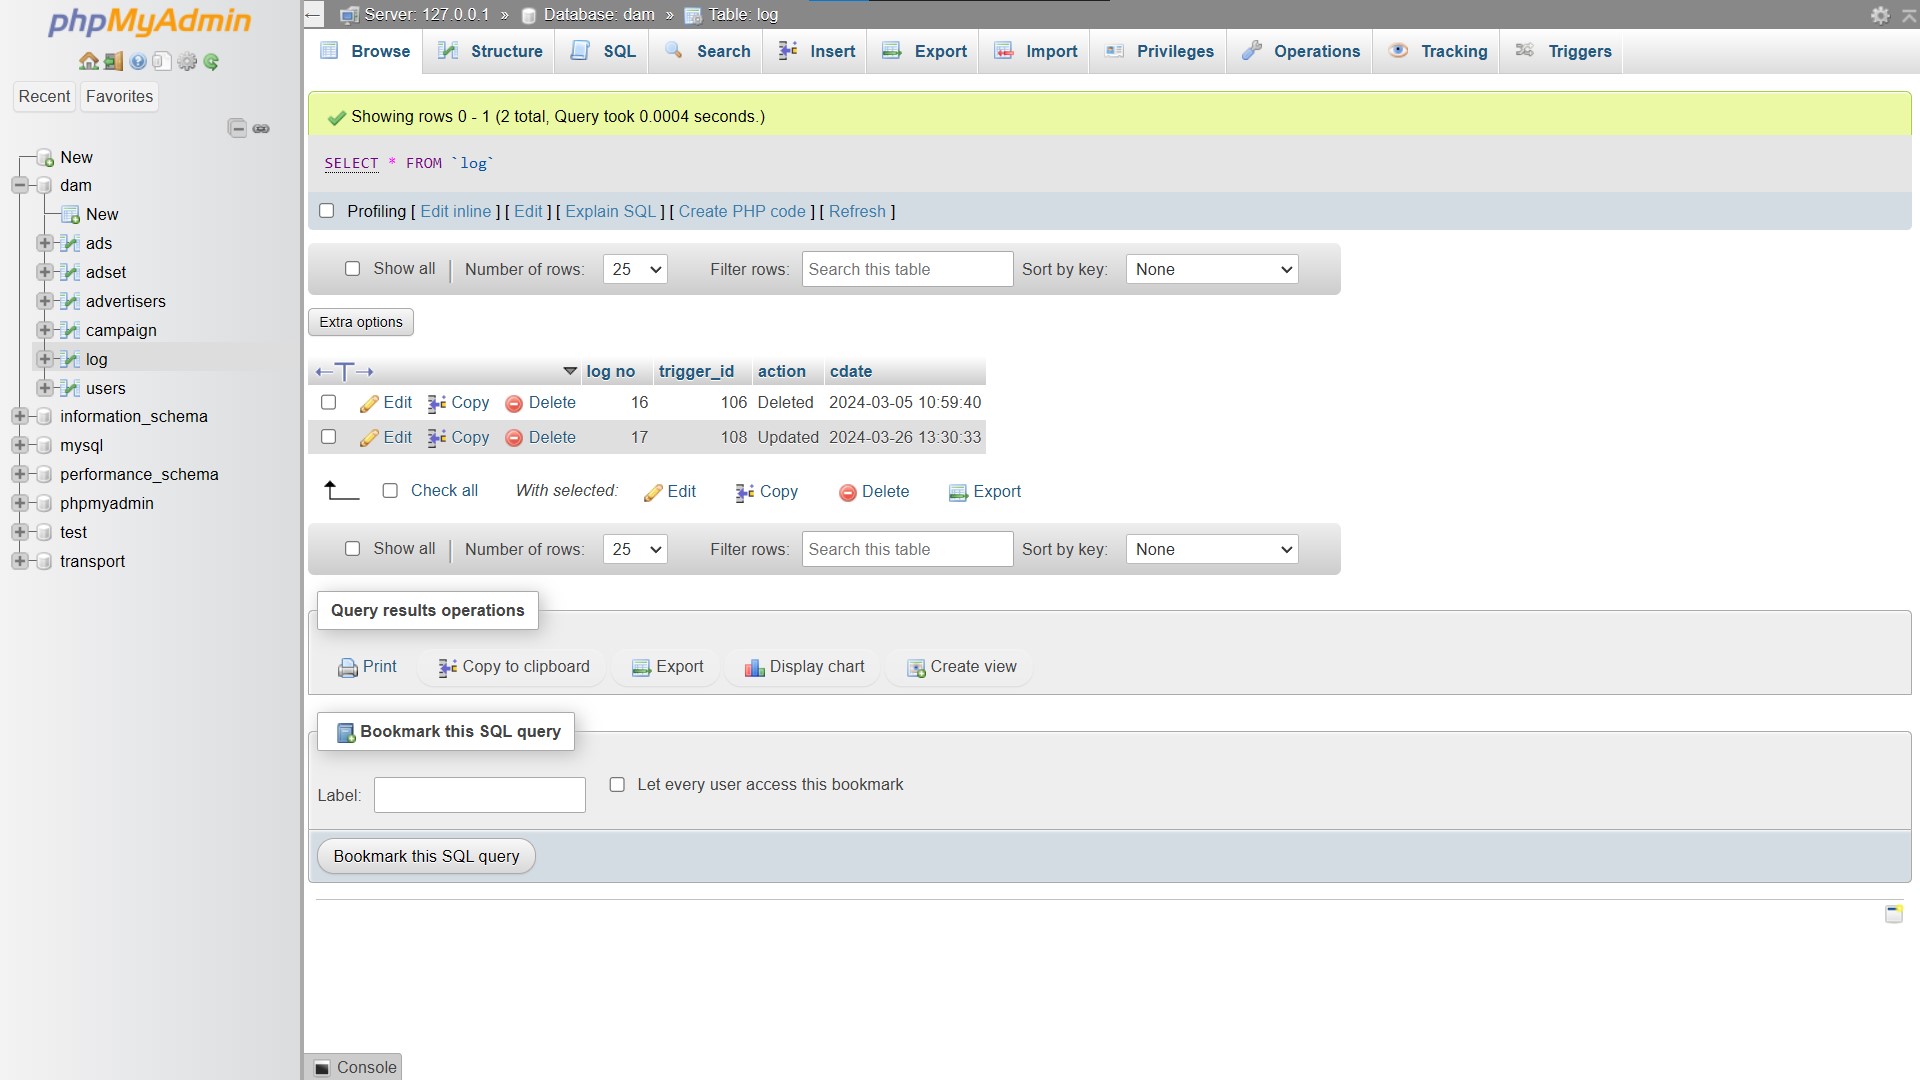 phpMyAdmin
Recent Favorites
New
dam
New
ads
adset
advertisers
campaign
log
users
information_schema
mysql
performance_schema
phpmyadmin
test
transport
Server: 127.0.0.1 » Database: dam » Table: log
Browse Structure SQL Search Insert Export Import Privileges Operations Tracking Triggers
Showing rows 0 - 1 (2 total, Query took 0.0004 seconds.)
SELECT * FROM `log`
Profiling [ Edit inline ] [ Edit ] [ Explain SQL ] [ Create PHP code ] [ Refresh ]
Show all | Number of rows: 25 Filter rows: Search this table Sort by key: None
Extra options
←T→ log no trigger_id action cdate
Edit Copy Delete 16 106 Deleted 2024-03-05 10:59:40
Edit Copy Delete 17 108 Updated 2024-03-26 13:30:33
Check all With selected: Edit Copy Delete Export
Show all | Number of rows: 25 Filter rows: Search this table Sort by key: None
Query results operations
Print Copy to clipboard Export Display chart Create view
Bookmark this SQL query
Label: Let every user access this bookmark
Bookmark this SQL query
Console